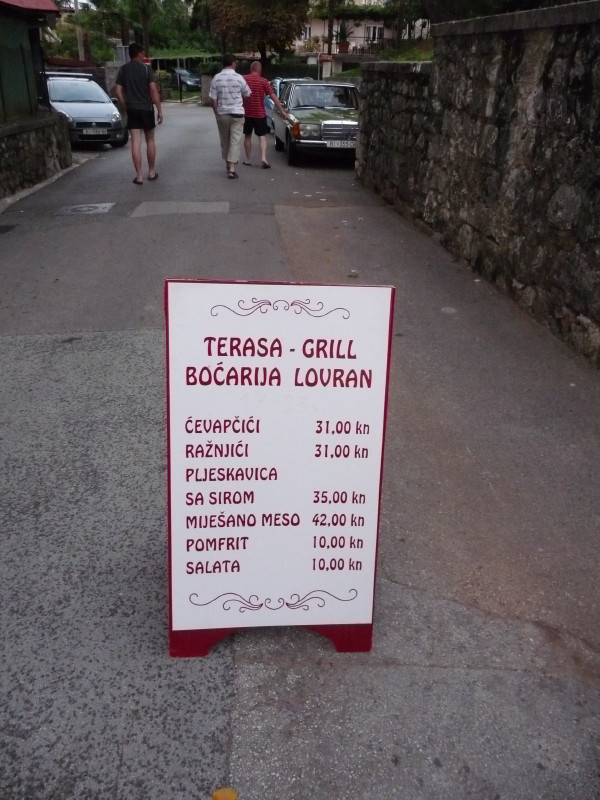 TERASA - GRILL
BOĆARIJA LOVRAN
ĆEVAPČIĆI 31,00 kn
RAŽNJIĆI 31,00 kn
PLJESKAVICA
SA SIROM 35,00 kn
MIJEŠANO MESO 42,00 kn
POMFRIT 10,00 kn
SALATA 10,00 kn